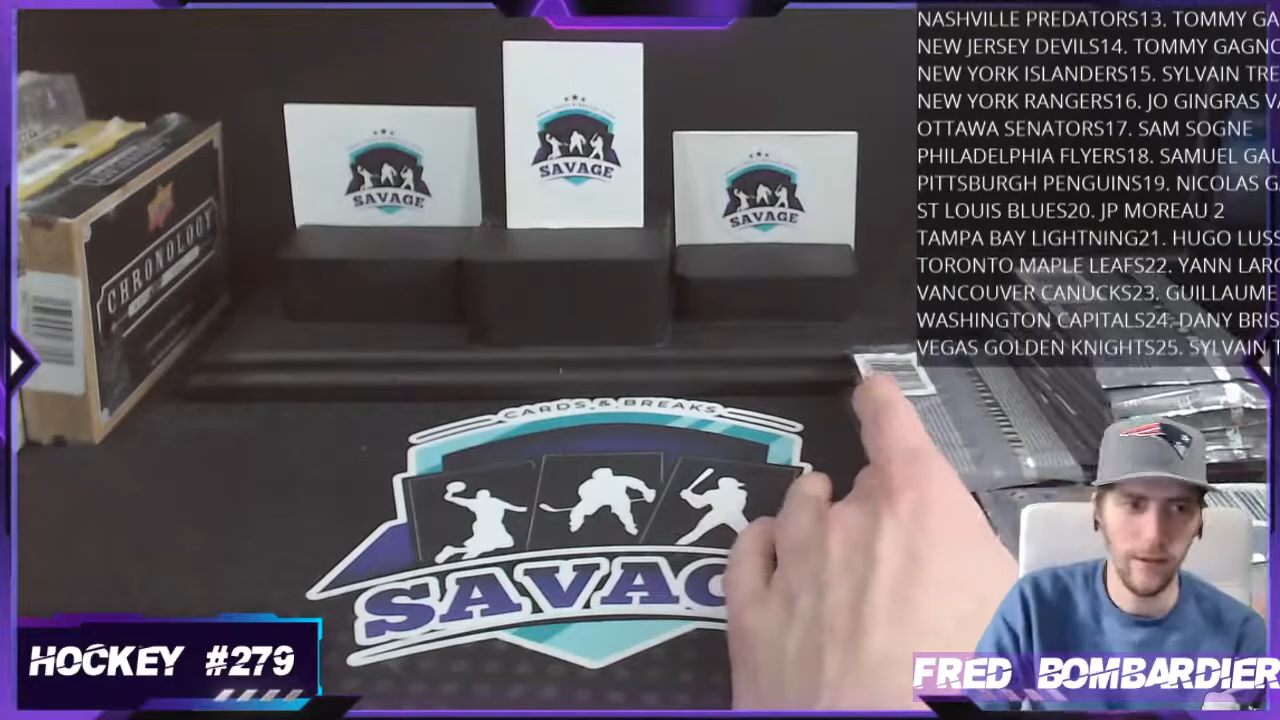 NASHVILLE PREDATORS13. TOMMY GA
NEW JERSEY DEVILS14. TOMMY GAGNO
NEW YORK ISLANDERS15. SYLVAIN TRE
NEW YORK RANGERS16. JO GINGRAS VA
OTTAWA SENATORS17. SAM SOGNE
PHILADELPHIA FLYERS18. SAMUEL GAU
PITTSBURGH PENGUINS19. NICOLAS G
ST LOUIS BLUES20. JP MOREAU 2
TAMPA BAY LIGHTNING21. HUGO LUSS
TORONTO MAPLE LEAFS22. YANN LARO
VANCOUVER CANUCKS23. GUILLAUME
WASHINGTON CAPITALS24. DANY BRIS
VEGAS GOLDEN KNIGHTS25. SYLVAIN T
SAVAGE
SAVAGE
SAVAGE
CHRONOLOGY
CARDS & BREAKS
SAVAG
HOCKEY #279
FRED BOMBARDIER